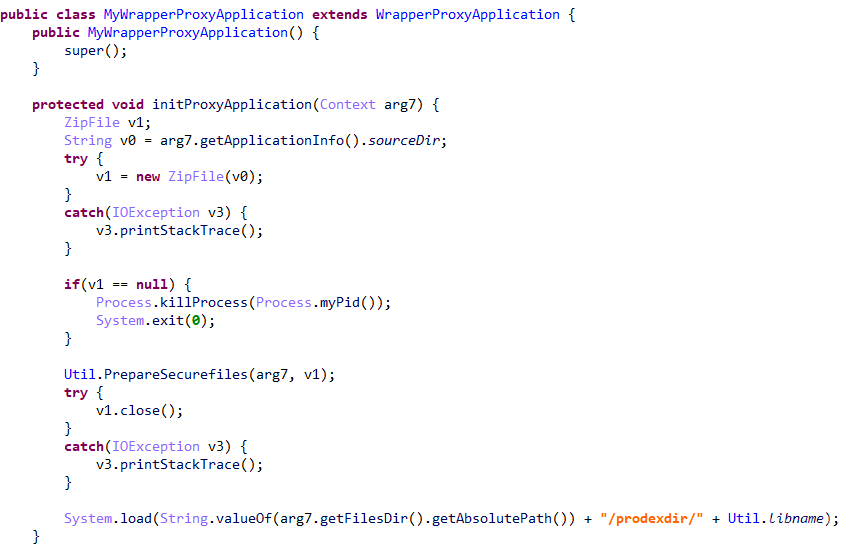 public class MyWrapperProxyApplication extends WrapperProxyApplication {
    public MyWrapperProxyApplication() {
        super();
    }

    protected void initProxyApplication(Context arg7) {
        ZipFile v1;
        String v0 = arg7.getApplicationInfo().sourceDir;
        try {
            v1 = new ZipFile(v0);
        }
        catch(IOException v3) {
            v3.printStackTrace();
        }

        if(v1 == null) {
            Process.killProcess(Process.myPid());
            System.exit(0);
        }

        Util.PrepareSecurefiles(arg7, v1);
        try {
            v1.close();
        }
        catch(IOException v3) {
            v3.printStackTrace();
        }

        System.load(String.valueOf(arg7.getFilesDir().getAbsolutePath()) + "/prodexdir/" + Util.libname);
    }